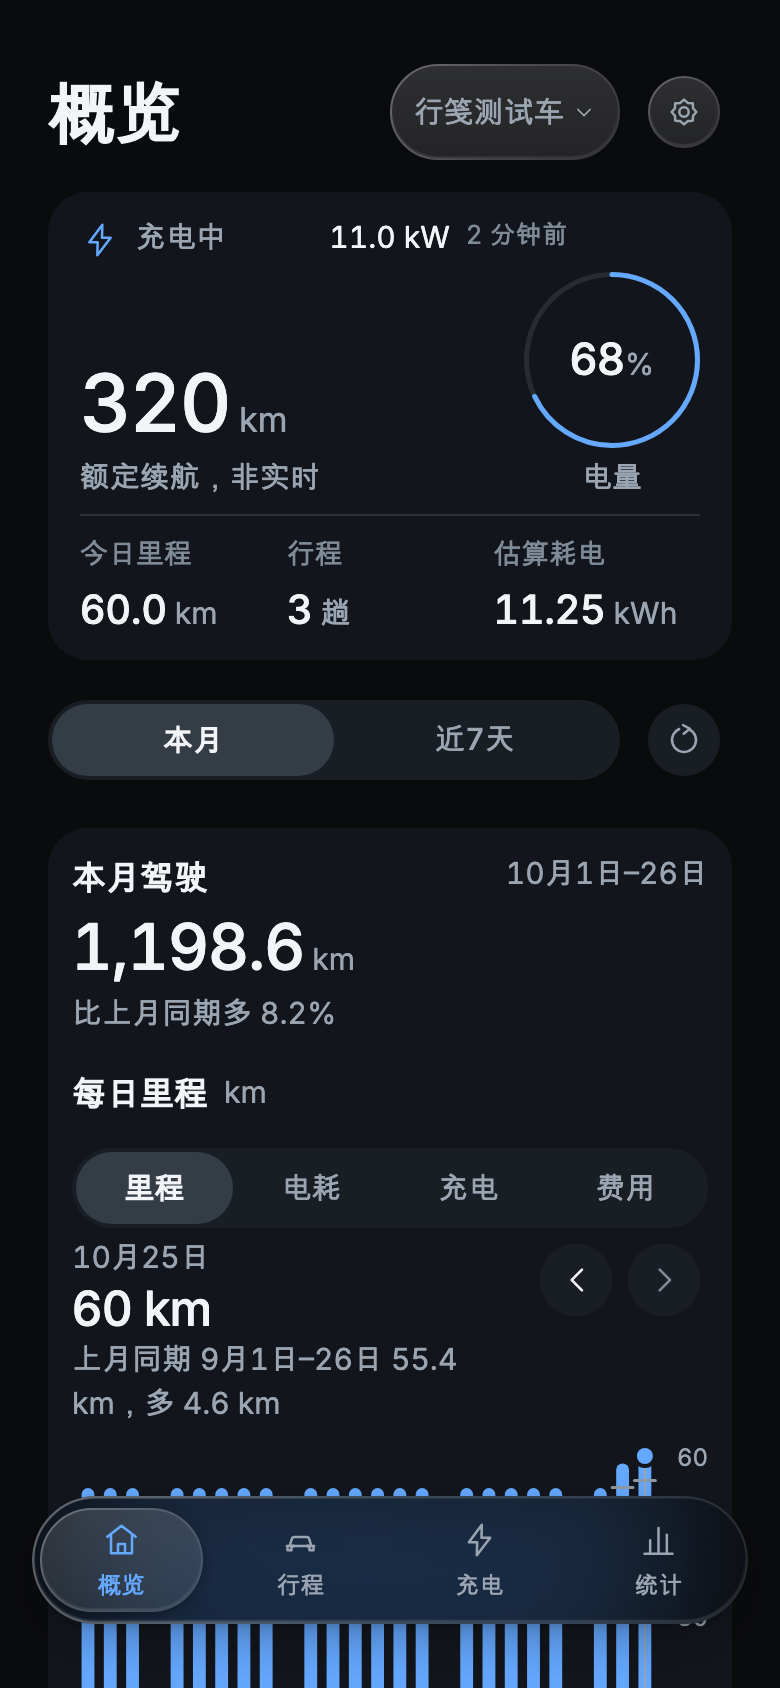 概览
行笺测试车
充电中
11.0 kW 2 分钟前
68%
320 km
额定续航，非实时
电量
今日里程 行程 估算耗电
60.0 km 3 趟 11.25 kWh
本月 近7天
本月驾驶 10月1日–26日
1,198.6 km
比上月同期多 8.2%
每日里程 km
里程 电耗 充电 费用
10月25日
60 km
上月同期 9月1日–26日 55.4
km，多 4.6 km
60
概览 行程 充电 统计